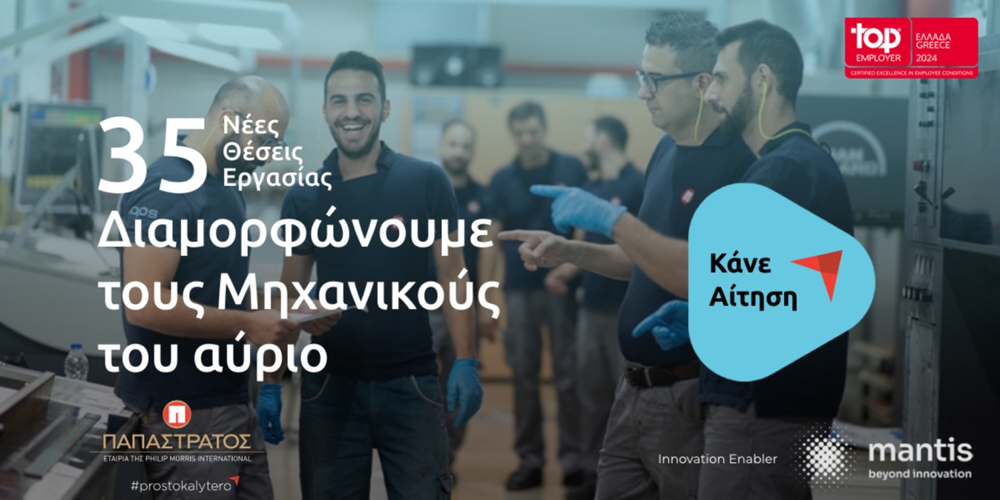 top
EMPLOYER
ΕΛΛΑΔΑ
GREECE
2024
CERTIFIED EXCELLENCE IN EMPLOYEE CONDITIONS
35 Νέες
Θέσεις
Εργασίας
Διαμορφώνουμε
τους Μηχανικούς
του αύριο
Κάνε
Αίτηση
ΠΑΠΑΣΤΡΑΤΟΣ
ΕΤΑΙΡΙΑ ΤΗΣ PHILIP MORRIS INTERNATIONAL
#prostokalytero
Innovation Enabler
mantis
beyond innovation